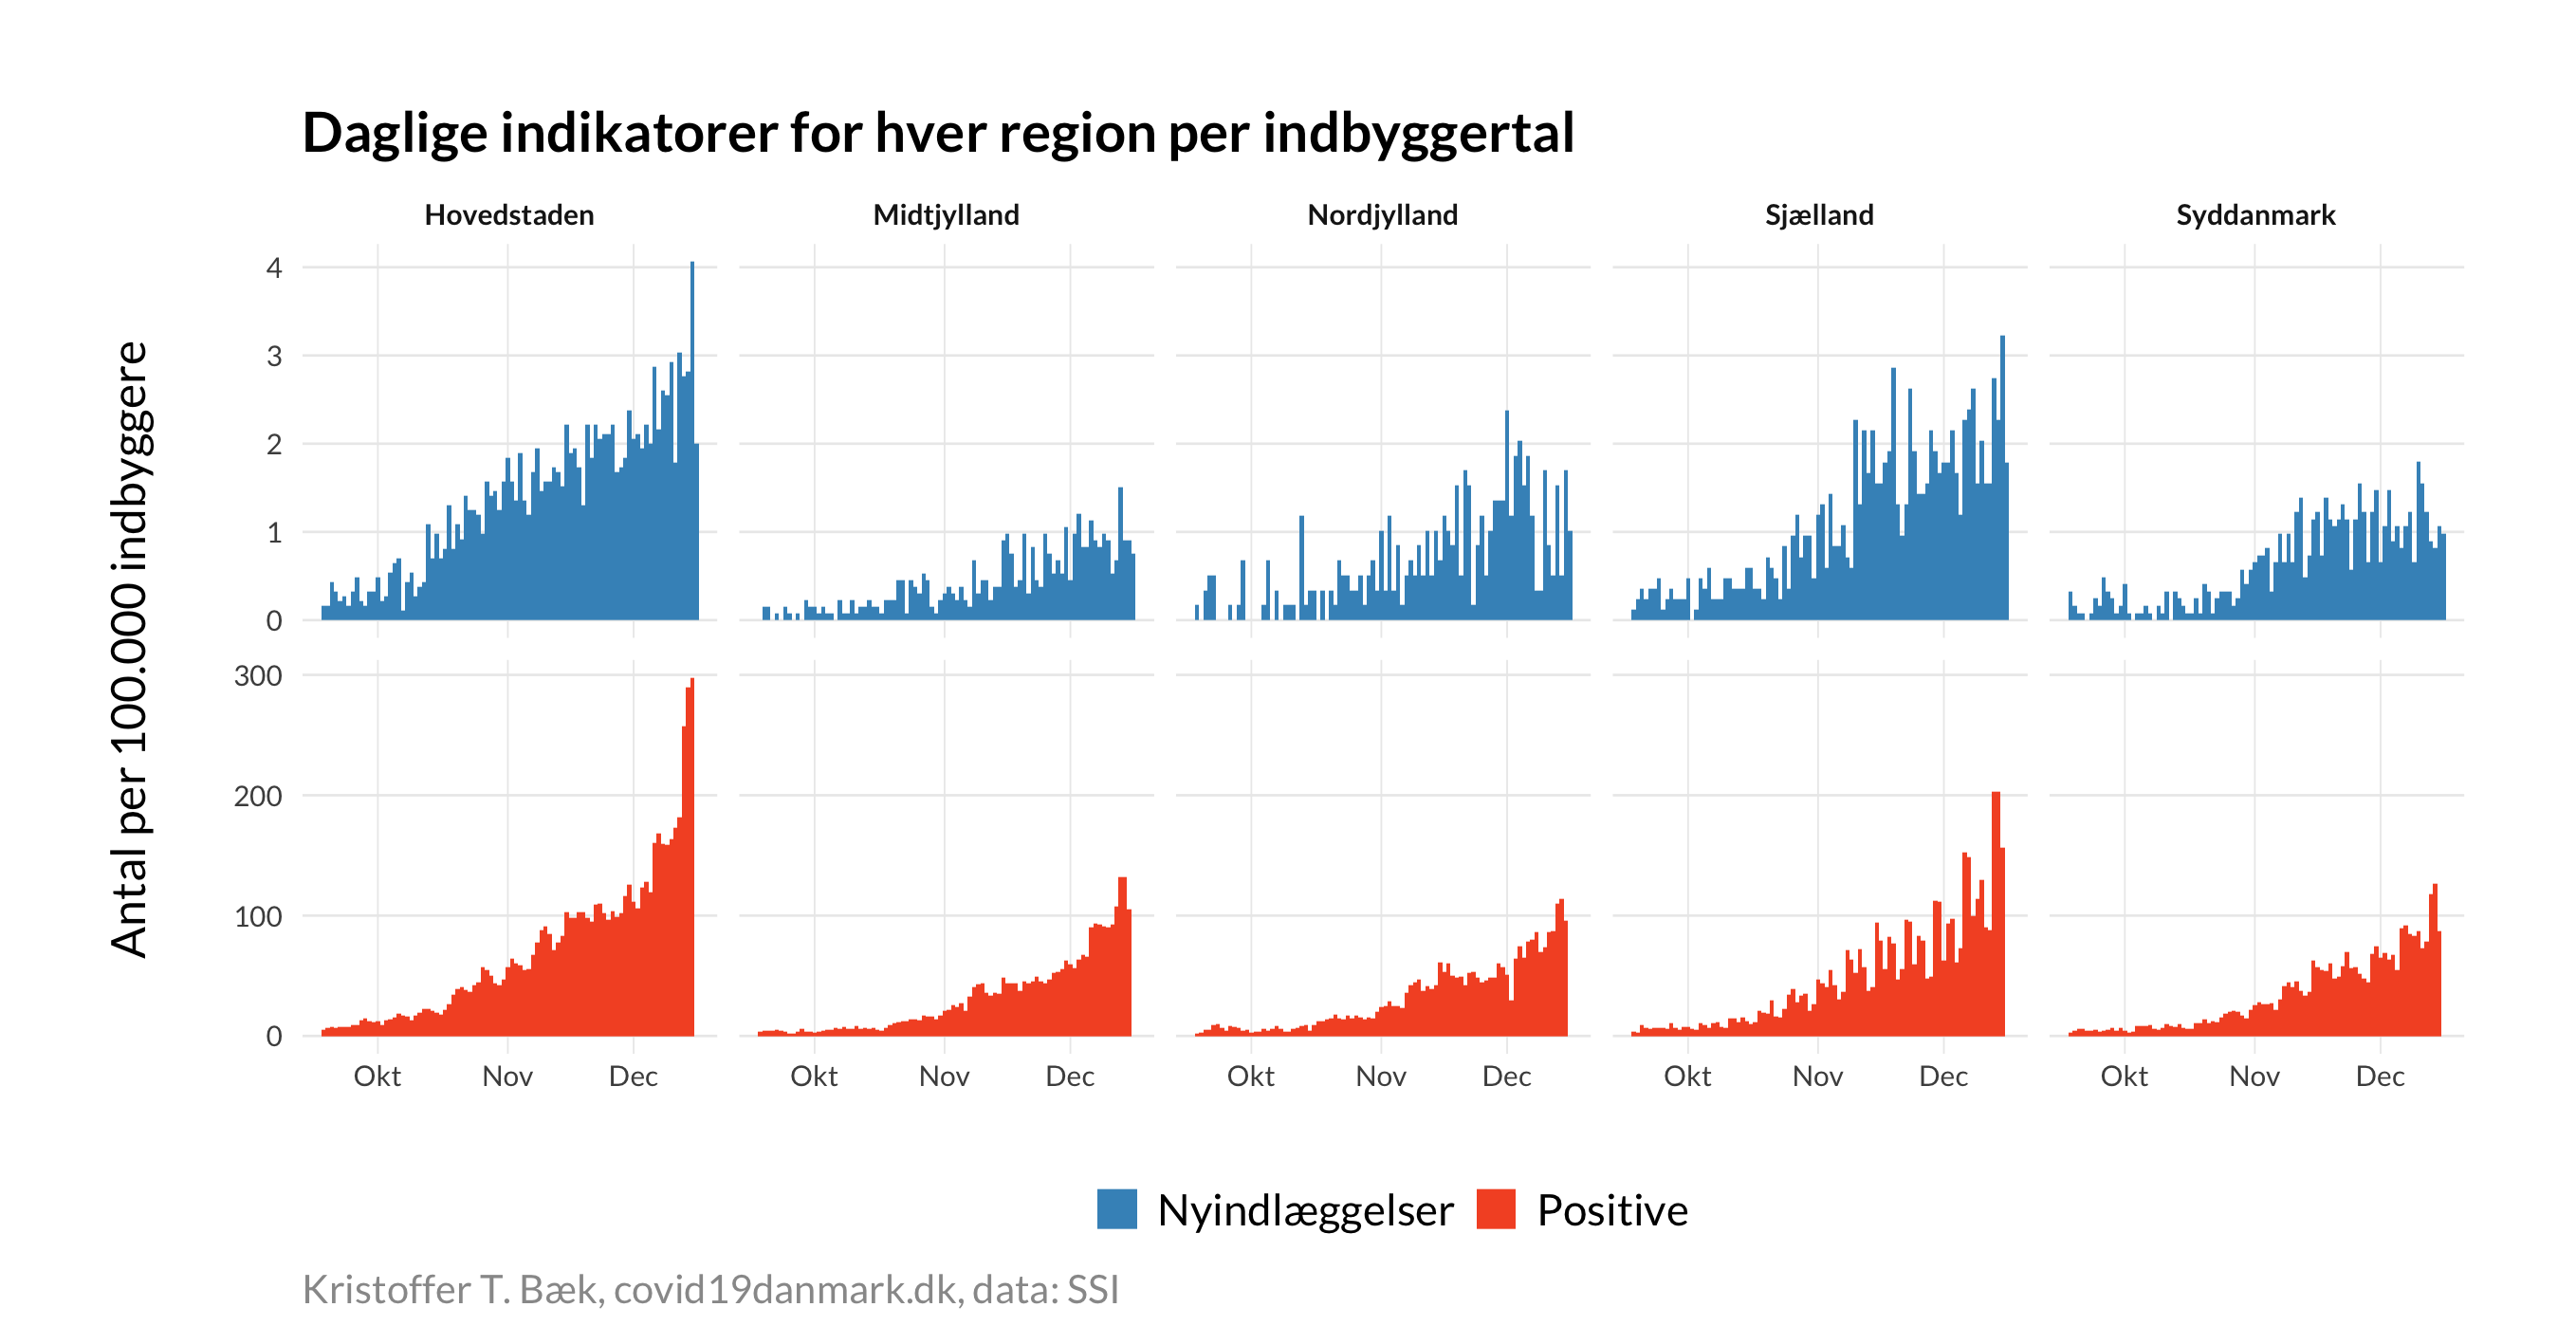 Daglige indikatorer for hver region per indbyggertal
Hovedstaden Midtjylland Nordjylland Sjælland Syddanmark
Antal per 100.000 indbyggere
4
3
2
1
0
300
200
100
0
Okt Nov Dec Okt Nov Dec Okt Nov Dec Okt Nov Dec Okt Nov Dec
Nyindlæggelser Positive
Kristoffer T. Bæk, covid19danmark.dk, data: SSI